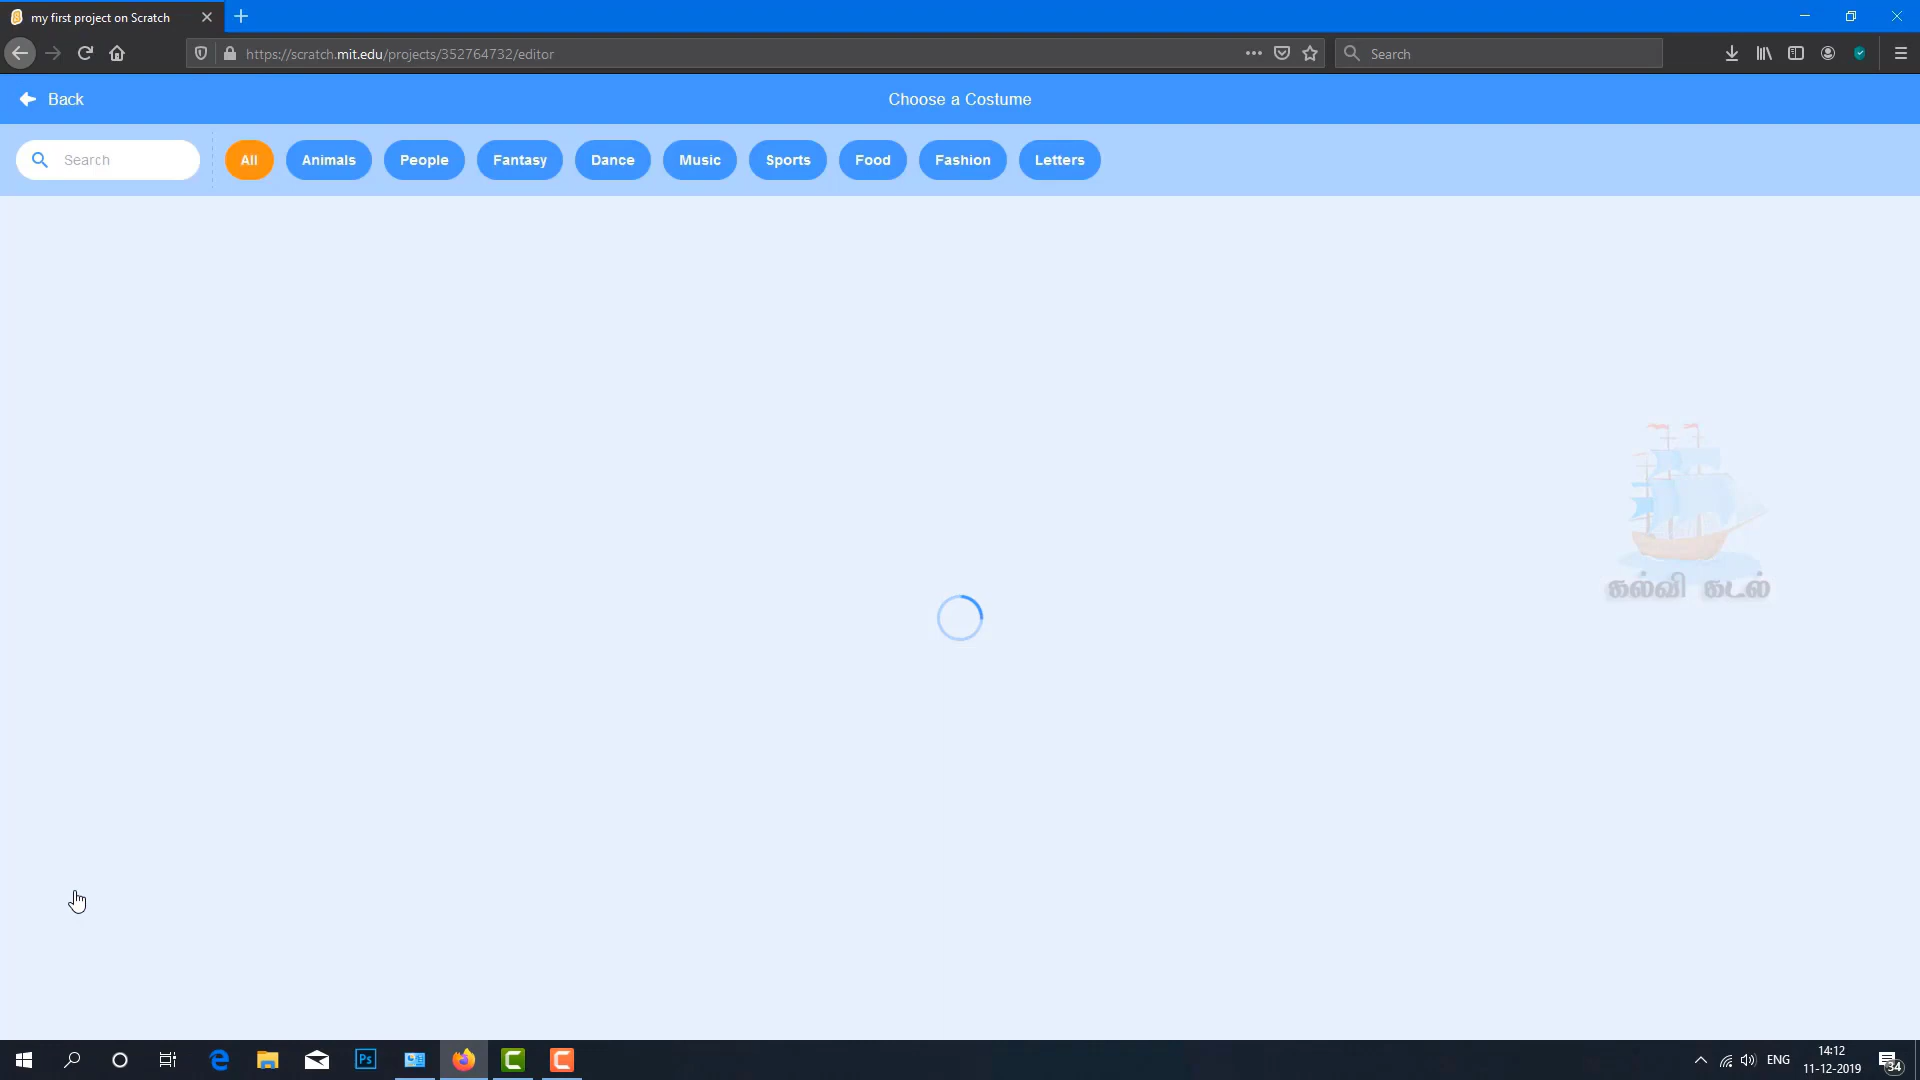 my first project on Scratch
https://scratch.mit.edu/projects/352764732/editor
Search
Back
Choose a Costume
Search
All
Animals
People
Fantasy
Dance
Music
Sports
Food
Fashion
Letters
கல்வி கடல்
Ps
ENG
14:12
11-12-2019
34